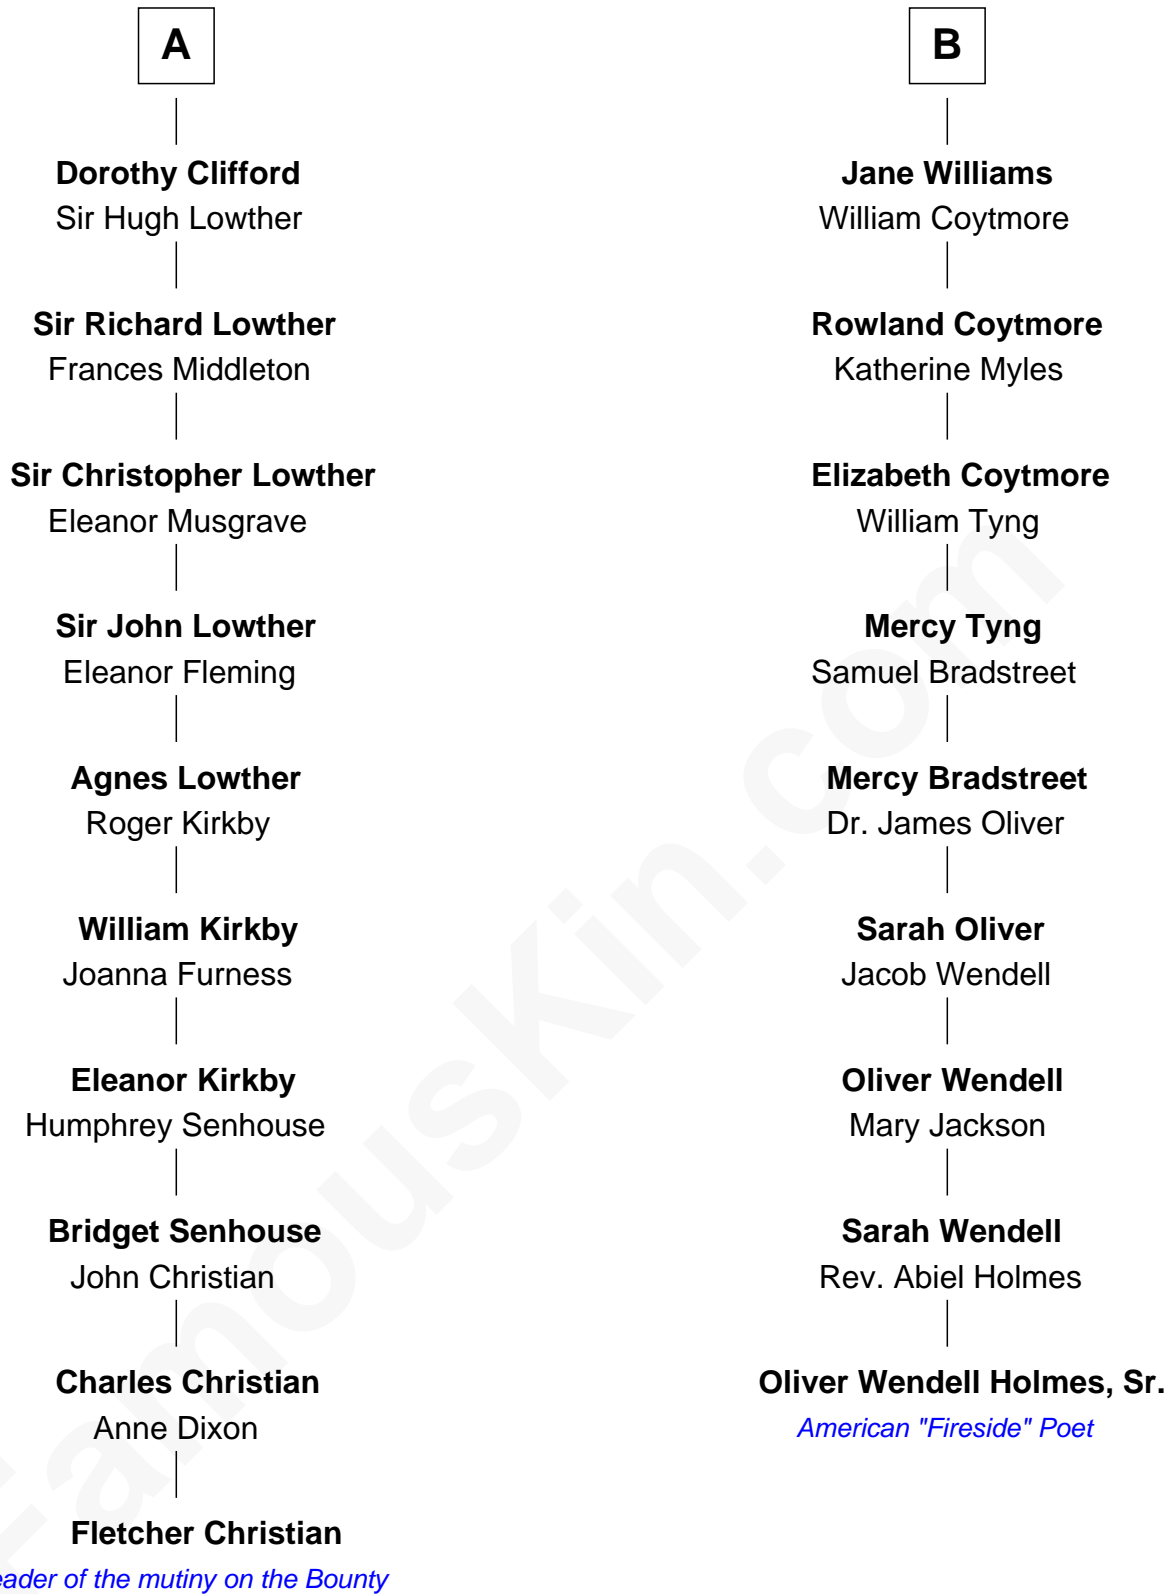 A
Dorothy Clifford
Sir Hugh Lowther
Sir Richard Lowther
Frances Middleton
Sir Christopher Lowther
Eleanor Musgrave
Sir John Lowther
Eleanor Fleming
Agnes Lowther
Roger Kirkby
William Kirkby
Joanna Furness
Eleanor Kirkby
Humphrey Senhouse
Bridget Senhouse
John Christian
Charles Christian
Anne Dixon
Fletcher Christian
eader of the mutiny on the Bounty
B
Jane Williams
William Coytmore
Rowland Coytmore
Katherine Myles
Elizabeth Coytmore
William Tyng
Mercy Tyng
Samuel Bradstreet
Mercy Bradstreet
Dr. James Oliver
Sarah Oliver
Jacob Wendell
Oliver Wendell
Mary Jackson
Sarah Wendell
Rev. Abiel Holmes
Oliver Wendell Holmes, Sr.
American "Fireside" Poet
FamousKin.com